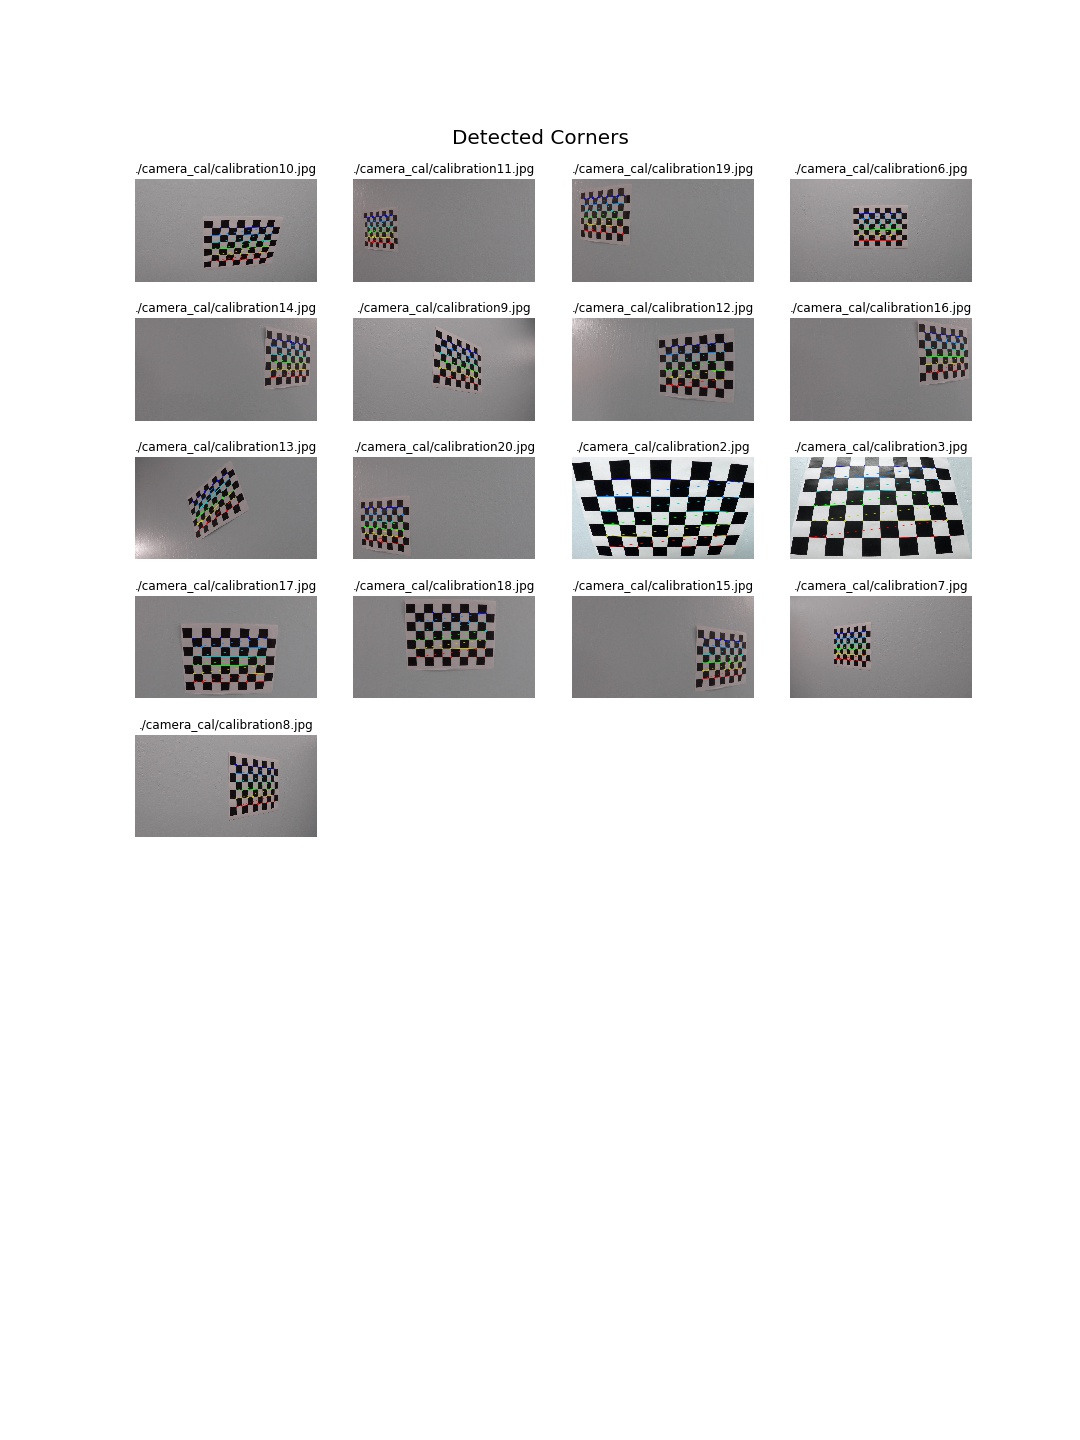 Detected Corners
./camera_cal/calibration10.jpg
./camera_cal/calibration11.jpg
./camera_cal/calibration19.jpg
./camera_cal/calibration6.jpg
./camera_cal/calibration14.jpg
./camera_cal/calibration9.jpg
./camera_cal/calibration12.jpg
./camera_cal/calibration16.jpg
./camera_cal/calibration13.jpg
./camera_cal/calibration20.jpg
./camera_cal/calibration2.jpg
./camera_cal/calibration3.jpg
./camera_cal/calibration17.jpg
./camera_cal/calibration18.jpg
./camera_cal/calibration15.jpg
./camera_cal/calibration7.jpg
./camera_cal/calibration8.jpg